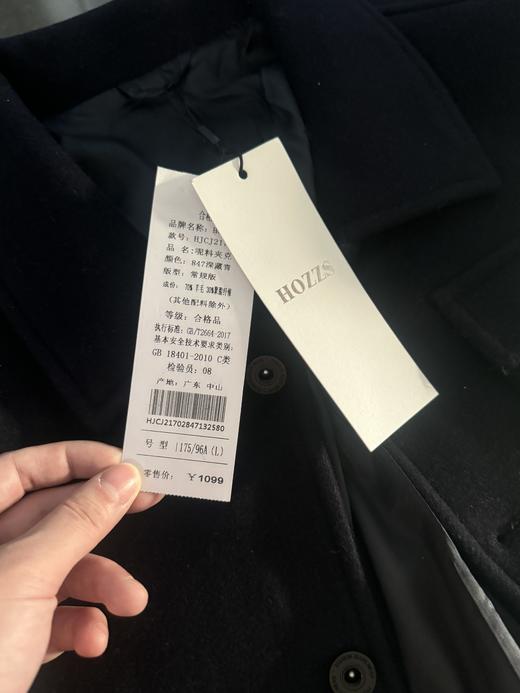 合格
品牌名称: H
款号: HJCJ217
品 名:呢料夹克
颜色: 847深藏青
版型: 常规版
成份: 70% 羊毛 30%聚酯纤维
(其他配料除外)
等级: 合格品
执行标准: GB/T2664-2017
基本安全技术要求类别:
GB 18401-2010 C类
检验员: 08
产地: 广东 中山
HJCJ21702847132580
号 型 175/96A (L)
零售价: ¥1099
HOZZS